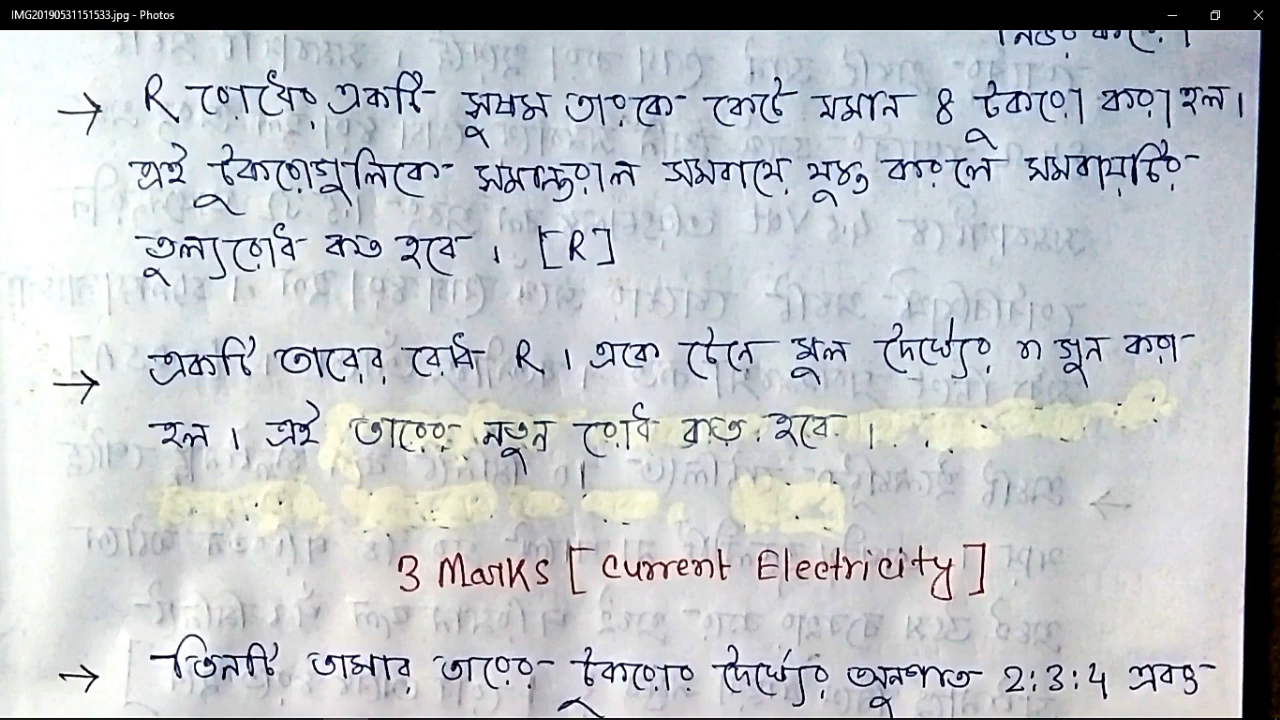 IMG20190531151533.jpg - Photos
নির্ভর করে।
→ R রোধের একটি সুষম তারকে কেটে সমান 8 টুকরো করা হল।
এই টুকরোগুলিকে সমান্তরাল সমবায়ে যুক্ত করলে সমবায়টির
তুল্যরোধ কত হবে। [R]
→ একটি তারের রোধ R। একে টেনে মূল দৈর্ঘ্যের n গুন করা
হল। এই তারের নতুন রোধ কত হবে।
3 Marks [Current Electricity]
→ তিনটি তামার তারের টুকরোর দৈর্ঘ্যের অনুপাত 2:3:4 এবং